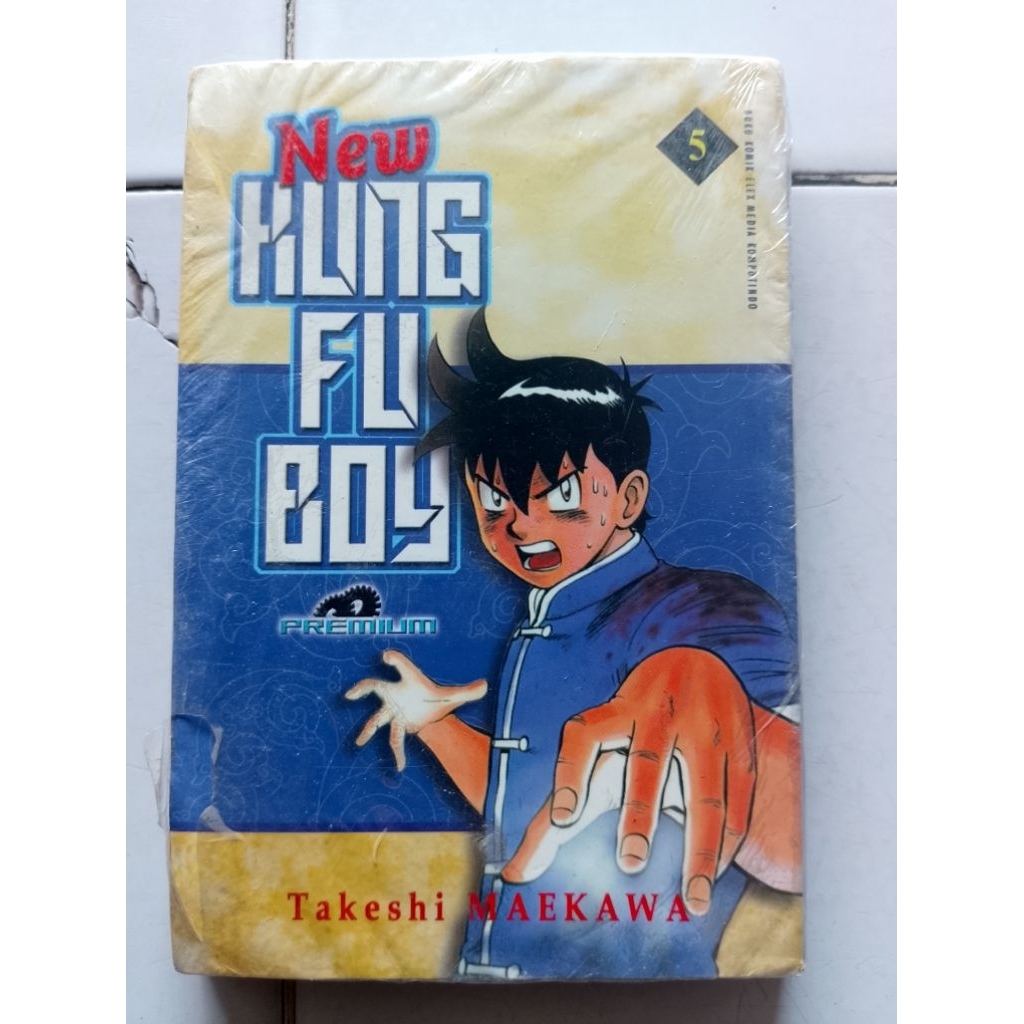 New
KUNG
FU
BOY
PREMIUM
5
BUKU KOMIK ELEX MEDIA KOMPUTINDO
Takeshi MAEKAWA